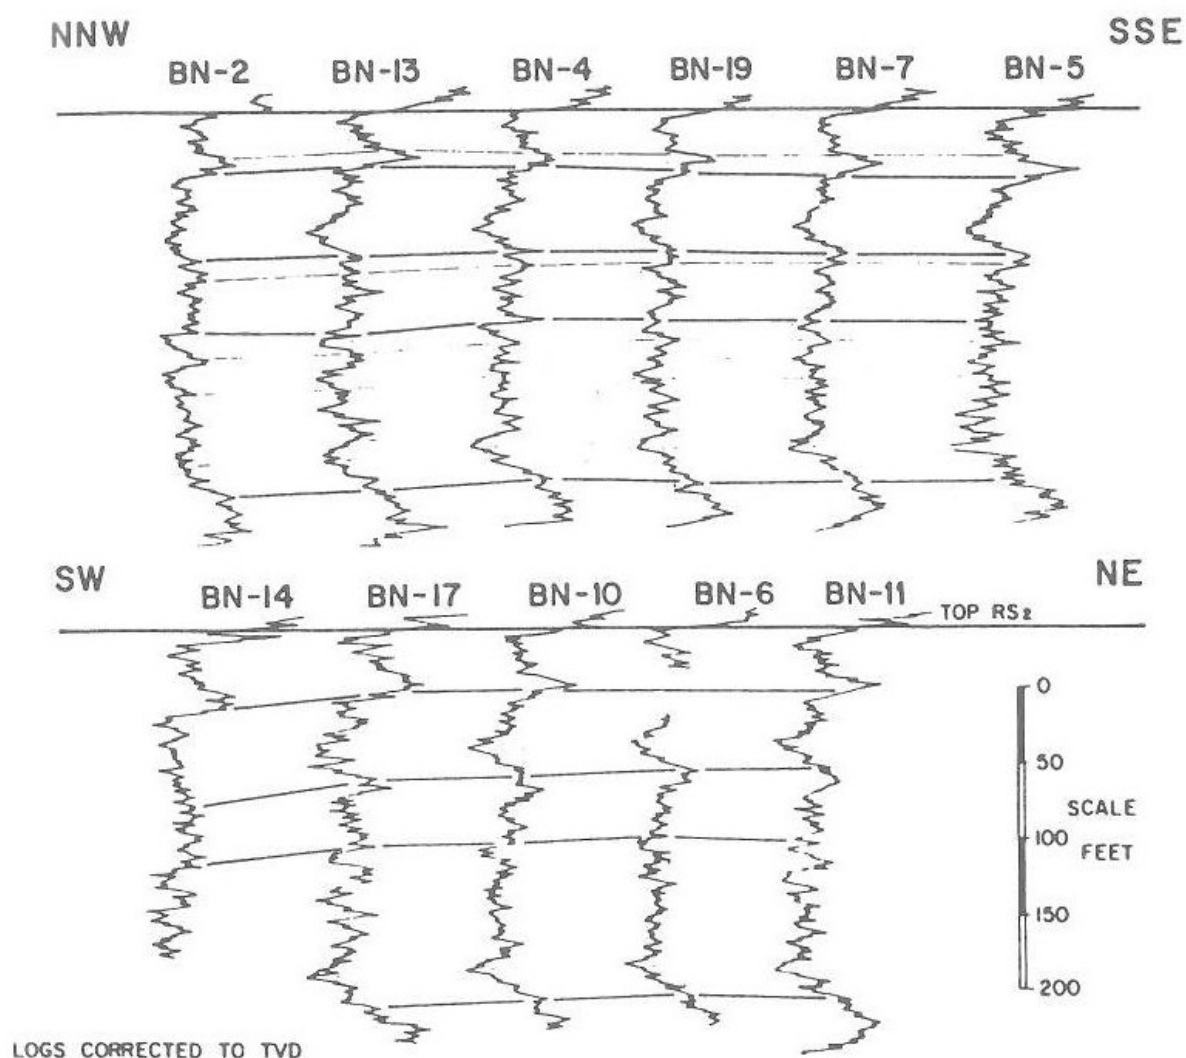 NNW SSE
BN-2 BN-13 BN-4 BN-19 BN-7 BN-5
SW NE
BN-14 BN-17 BN-10 BN-6 BN-11
TOP RS2
0
50
SCALE
100
FEET
150
200
LOGS CORRECTED TO TVD